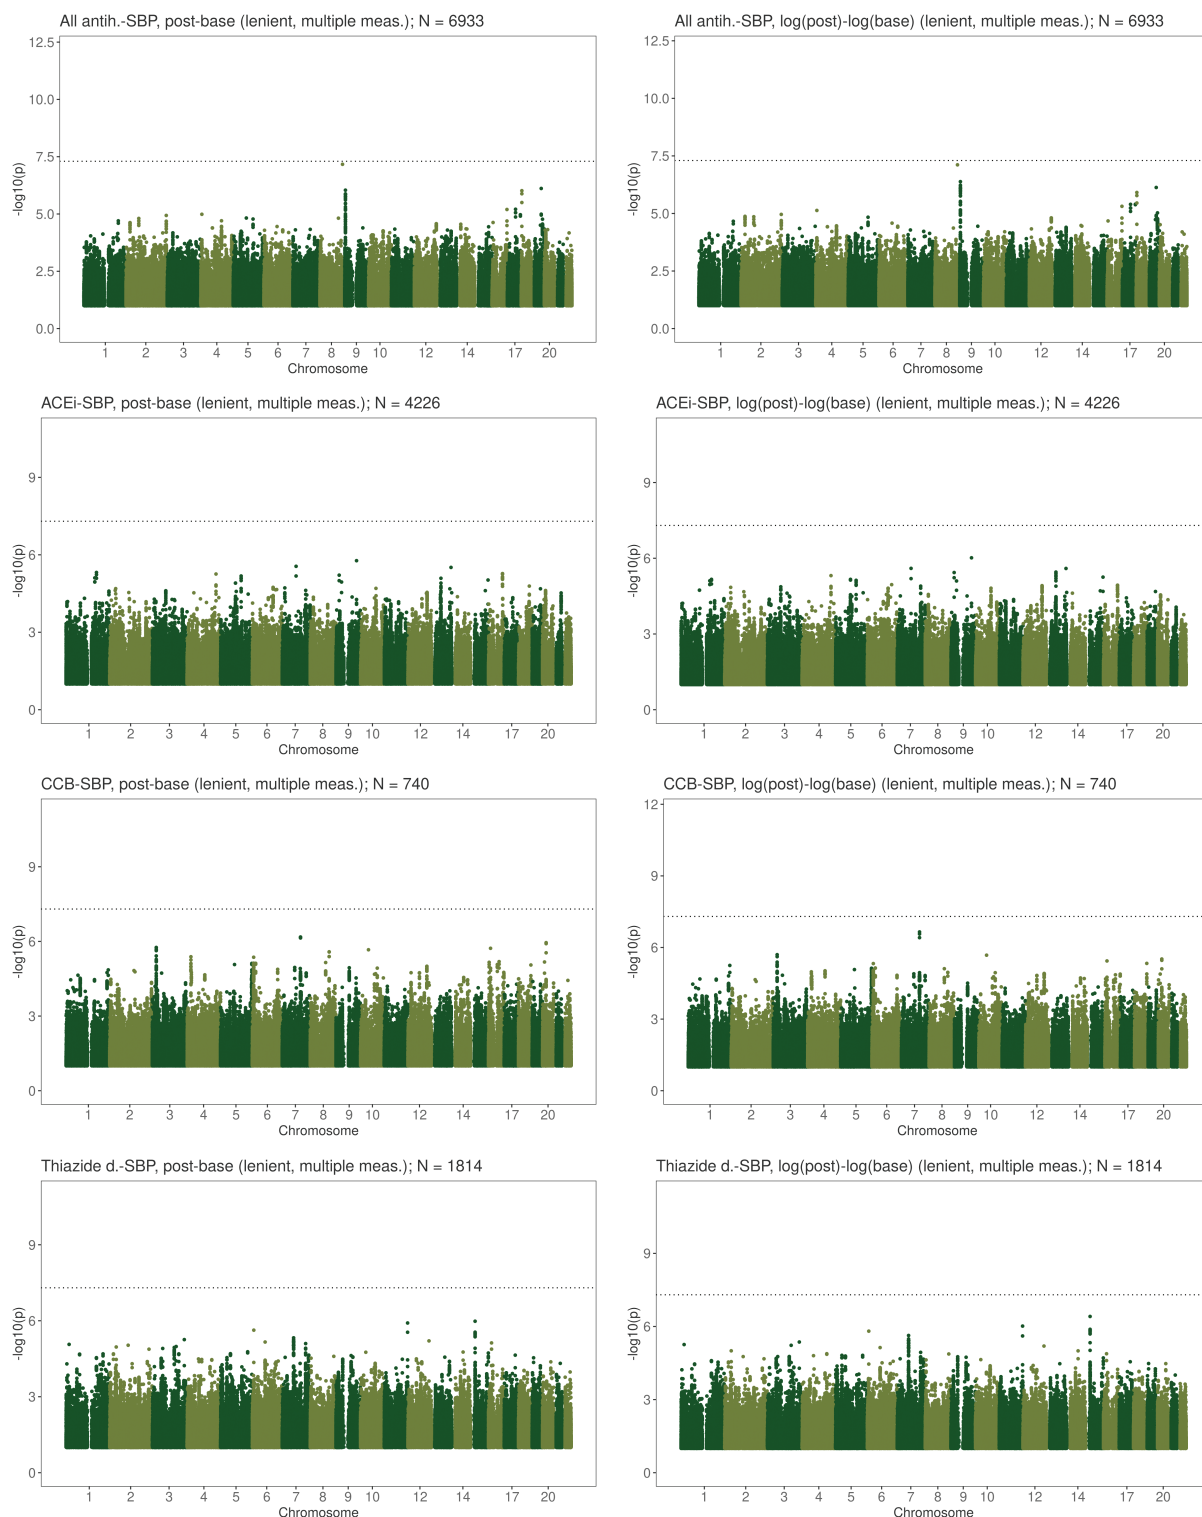 All antih.-SBP, post-base (lenient, multiple meas.); N = 6933
12.5
10.0
7.5
5.0
2.5
0.0
-log10(p)
1 2 3 4 5 6 7 8 9 10 12 14 17 20
Chromosome
All antih.-SBP, log(post)-log(base) (lenient, multiple meas.); N = 6933
12.5
10.0
7.5
5.0
2.5
0.0
-log10(p)
1 2 3 4 5 6 7 8 9 10 12 14 17 20
Chromosome
ACEi-SBP, post-base (lenient, multiple meas.); N = 4226
9
6
3
0
-log10(p)
1 2 3 4 5 6 7 8 9 10 12 14 17 20
Chromosome
ACEi-SBP, log(post)-log(base) (lenient, multiple meas.); N = 4226
9
6
3
0
-log10(p)
1 2 3 4 5 6 7 8 9 10 12 14 17 20
Chromosome
CCB-SBP, post-base (lenient, multiple meas.); N = 740
9
6
3
0
-log10(p)
1 2 3 4 5 6 7 8 9 10 12 14 17 20
Chromosome
CCB-SBP, log(post)-log(base) (lenient, multiple meas.); N = 740
12
9
6
3
0
-log10(p)
1 2 3 4 5 6 7 8 9 10 12 14 17 20
Chromosome
Thiazide d.-SBP, post-base (lenient, multiple meas.); N = 1814
9
6
3
0
-log10(p)
1 2 3 4 5 6 7 8 9 10 12 14 17 20
Chromosome
Thiazide d.-SBP, log(post)-log(base) (lenient, multiple meas.); N = 1814
9
6
3
0
-log10(p)
1 2 3 4 5 6 7 8 9 10 12 14 17 20
Chromosome